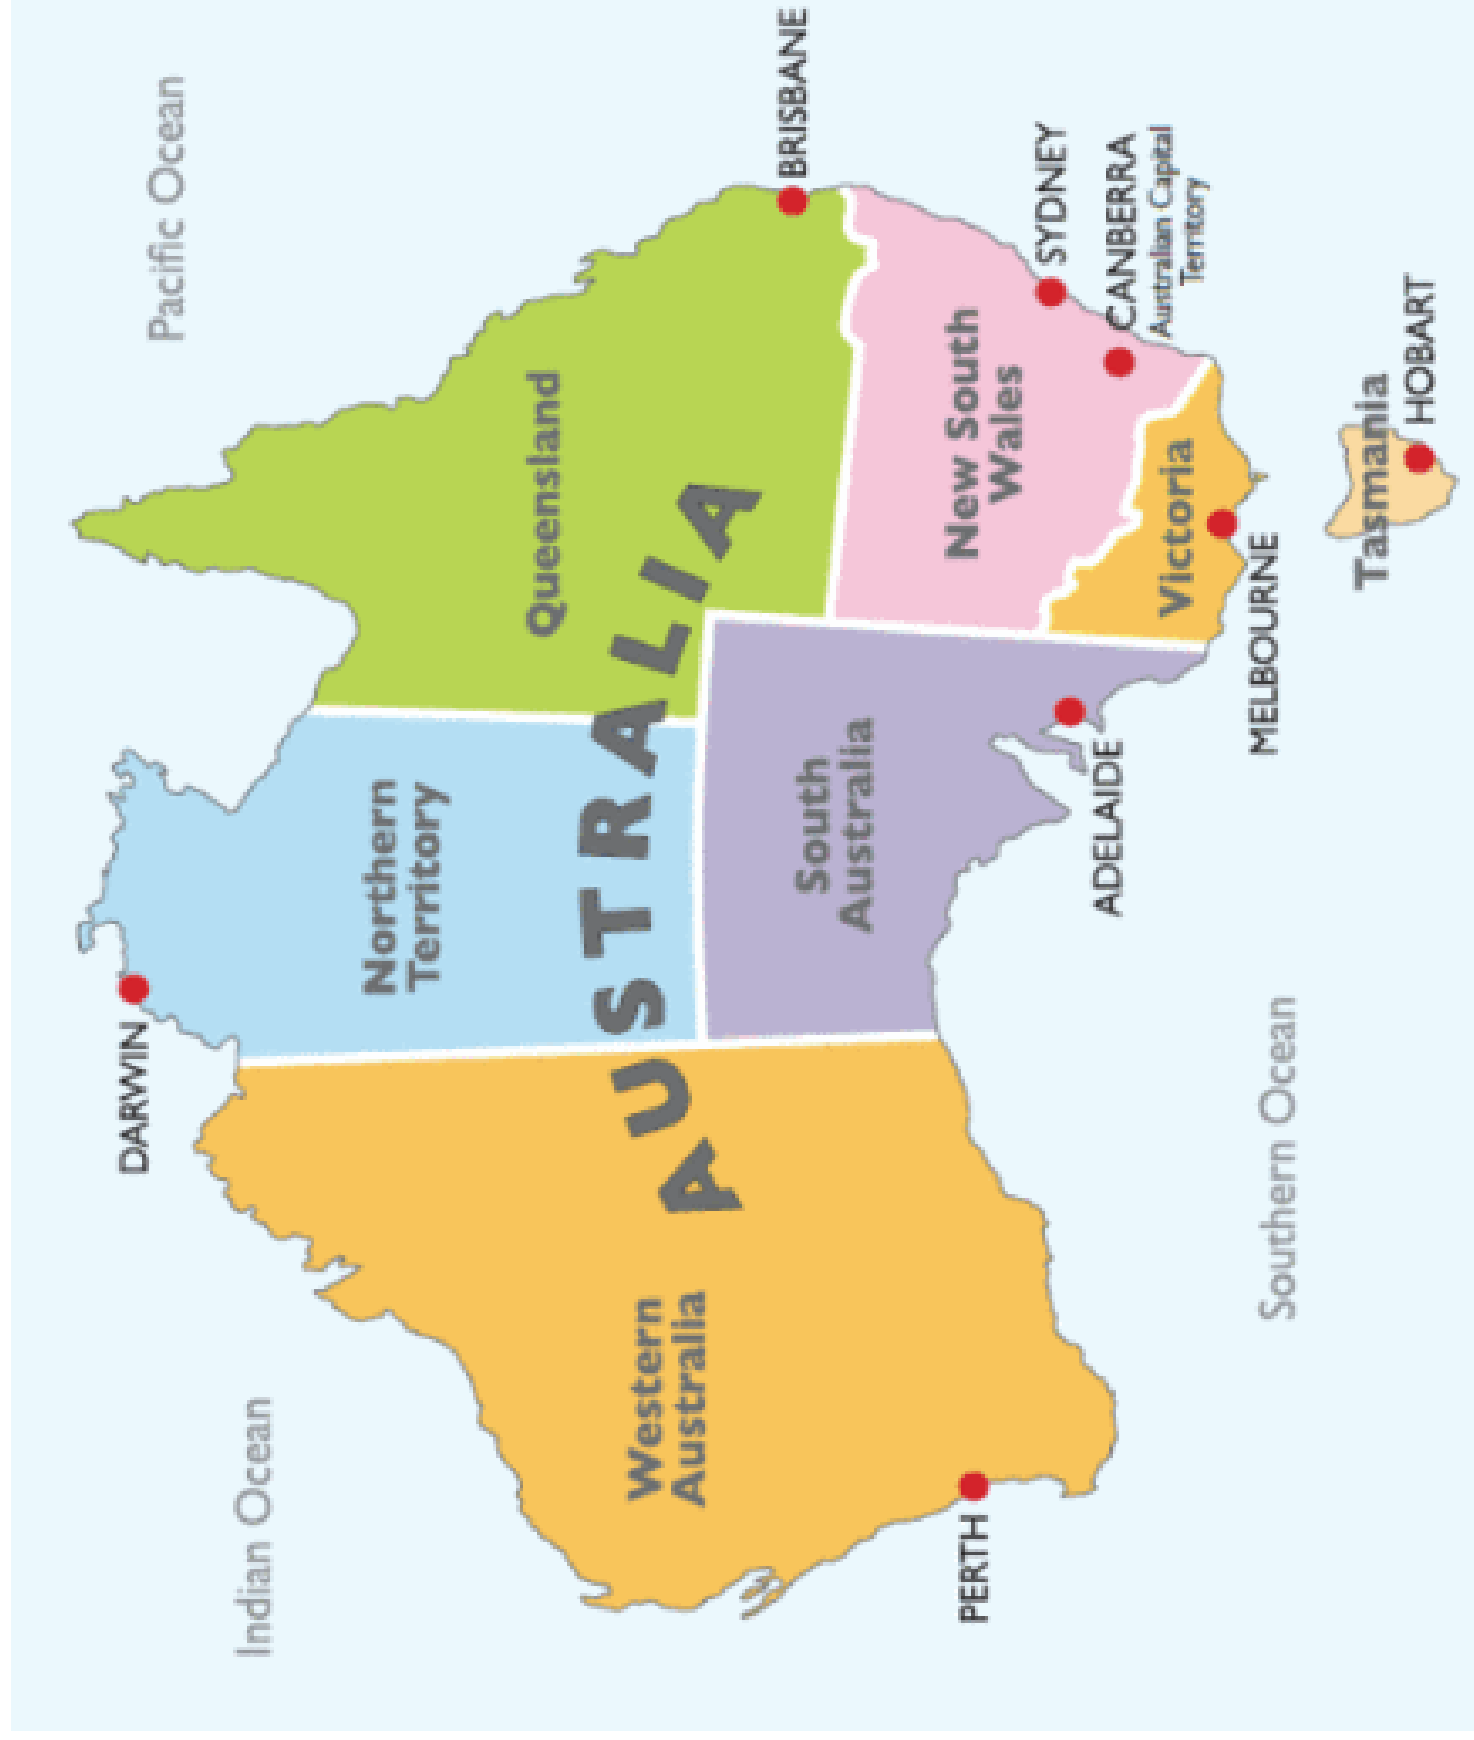 Pacific Ocean
Indian Ocean
DARWIN
Northern
Territory
Queensland
AUSTRALIA
Western
Australia
South
Australia
BRISBANE
New South
Wales
SYDNEY
CANBERRA
Australian Capital
Territory
PERTH
ADELAIDE
Victoria
MELBOURNE
Southern Ocean
Tasmania
HOBART